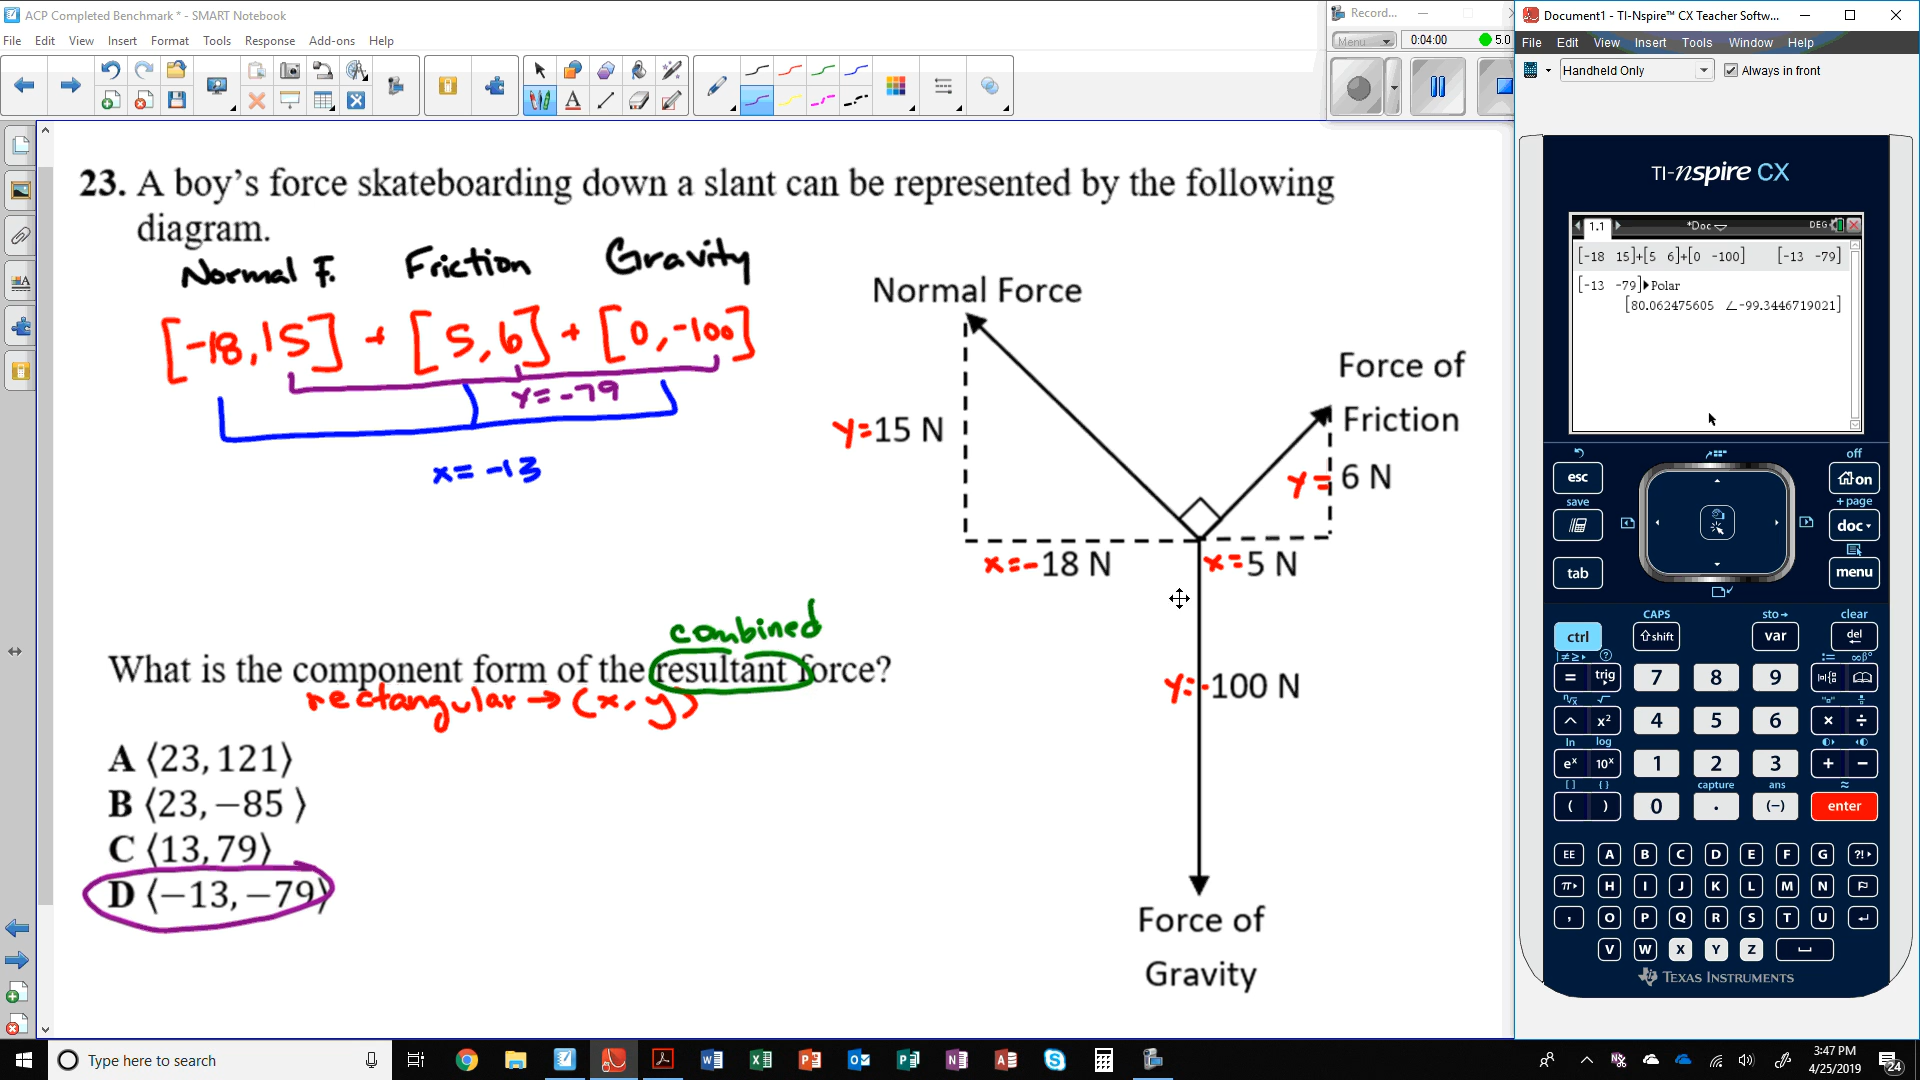 ACP Completed Benchmark * - SMART Notebook
File Edit View Insert Format Tools Response Add-ons Help
Record...
Menu 0:04:00 5.0
Document1 - TI-Nspire™ CX Teacher Softw...
File Edit View Insert Tools Window Help
Handheld Only Always in front
23. A boy's force skateboarding down a slant can be represented by the following
diagram.
Normal F. Friction Gravity
[-18, 15] + [5, 6] + [0, -100]
y= -79
x= -13
Normal Force
y=15 N
x=-18 N
Force of
Friction
y= 6 N
x=5 N
y=-100 N
Force of
Gravity
combined
What is the component form of the resultant force?
rectangular → (x, y)
A ⟨23, 121⟩
B ⟨23, −85 ⟩
C ⟨13, 79⟩
D ⟨−13, −79⟩
TI-nspire CX
1.1 *Doc DEG
[-18 15]+[5 6]+[0 -100] [-13 -79]
[-13 -79]▸Polar
[80.062475605 ∠-99.3446719021]
esc off on
save + page
doc
tab menu
CAPS sto→ clear
ctrl shift var del
= trig 7 8 9
^ x² 4 5 6 × ÷
ln log
eˣ 10ˣ 1 2 3 + −
[ ] { } capture ans ≈
( ) 0 . (−) enter
EE A B C D E F G ?!▸
π▸ H I J K L M N
, O P Q R S T U
V W X Y Z
TEXAS INSTRUMENTS
Type here to search
3:47 PM
4/25/2019
24